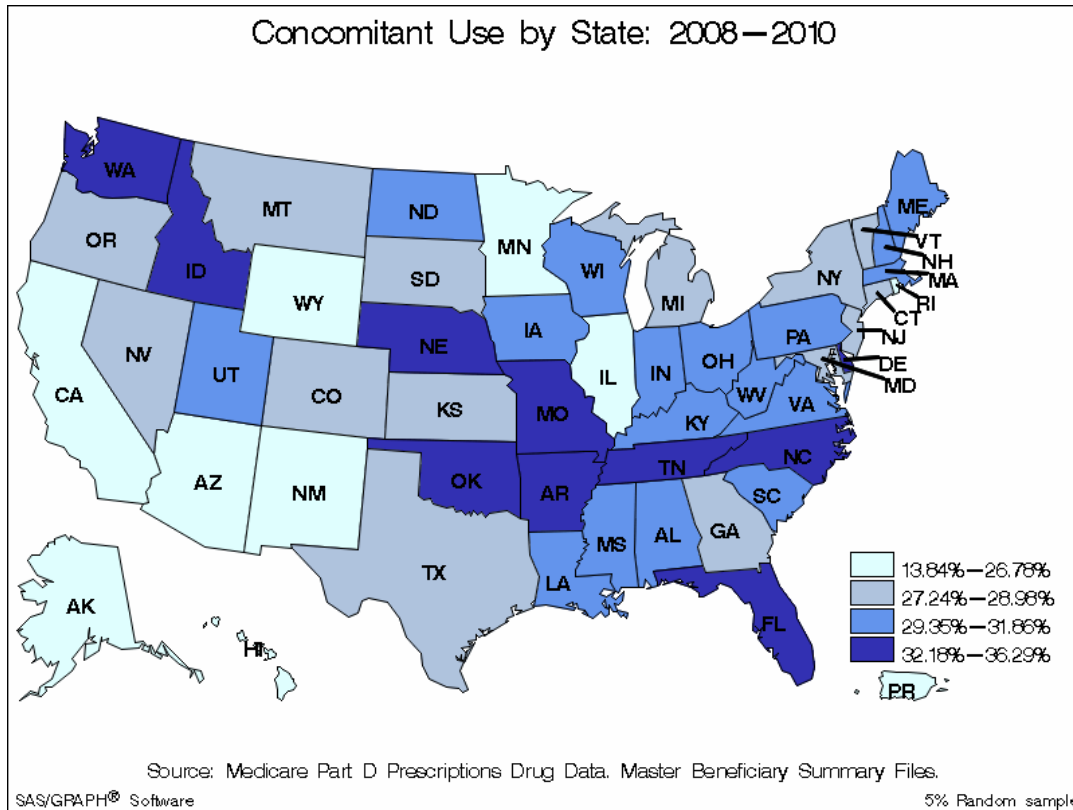 Concomitant Use by State: 2008–2010
WA
MT
ND
MN
ME
OR
ID
SD
WI
VT
NH
MA
NY
MI
RI
CT
WY
NE
IA
PA
NJ
DE
MD
NV
UT
CO
KS
IL
IN
OH
WV
VA
CA
MO
KY
NC
AZ
NM
OK
AR
TN
SC
TX
LA
MS
AL
GA
FL
AK
HI
PR
13.84%–26.78%
27.24%–28.98%
29.35%–31.86%
32.18%–36.29%
Source: Medicare Part D Prescriptions Drug Data. Master Beneficiary Summary Files.
SAS/GRAPH® Software
5% Random sample